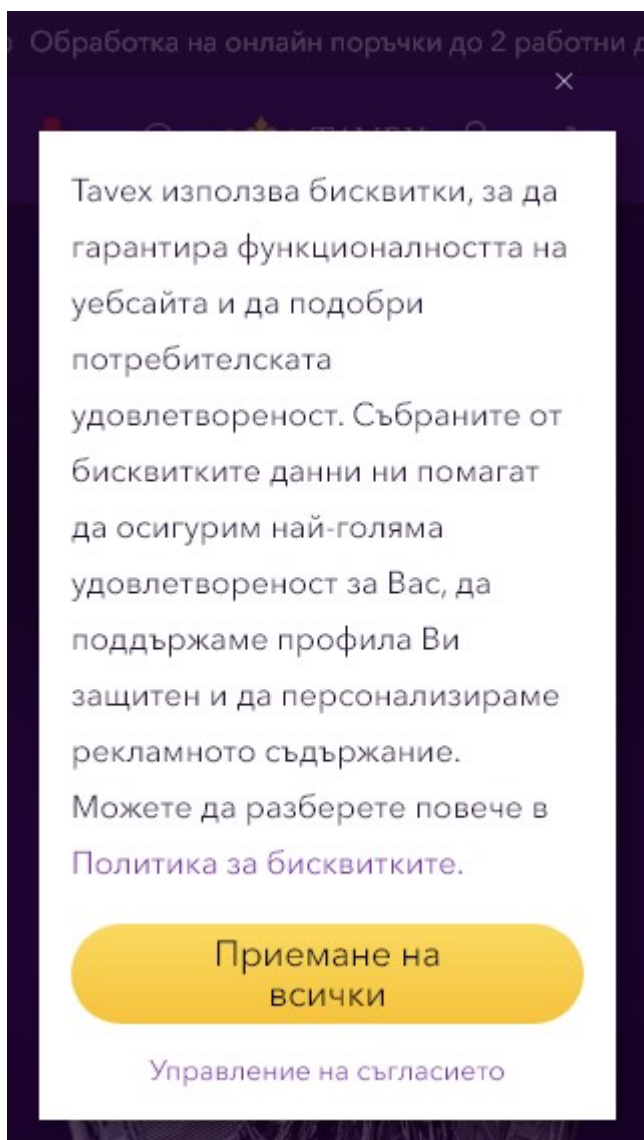 Обработка на онлайн поръчки до 2 работни
Tavex използва бисквитки, за да
гарантира функционалността на
уебсайта и да подобри
потребителската
удовлетвореност. Събраните от
бисквитките данни ни помагат
да осигурим най-голяма
удовлетвореност за Вас, да
поддържаме профила Ви
защитен и да персонализираме
рекламното съдържание.
Можете да разберете повече в
Политика за бисквитките.
Приемане на
всички
Управление на съгласието